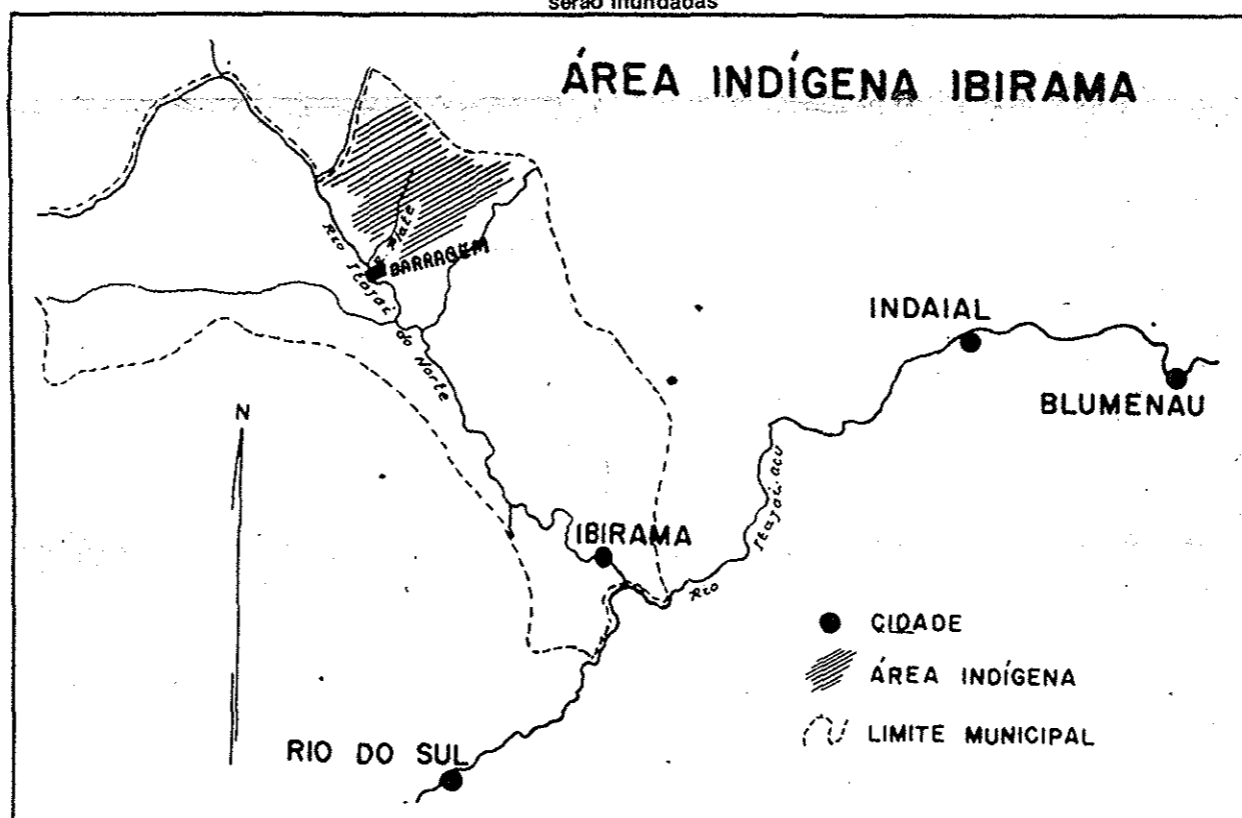 serão inundadas
ÁREA INDÍGENA IBIRAMA
Rio Itajaí do Norte
Plate
BARRAGEM
INDAIAL
BLUMENAU
N
Rio Itajaí-açu
IBIRAMA
CIDADE
ÁREA INDÍGENA
LIMITE MUNICIPAL
RIO DO SUL